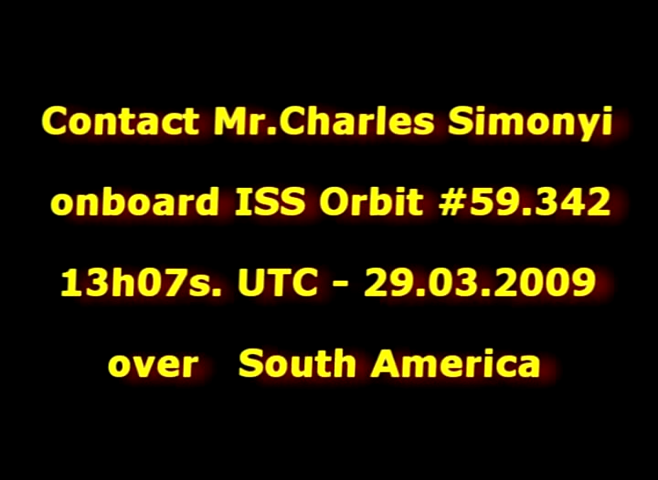 Contact Mr.Charles Simonyi
onboard ISS Orbit #59.342
13h07s. UTC - 29.03.2009
over South America